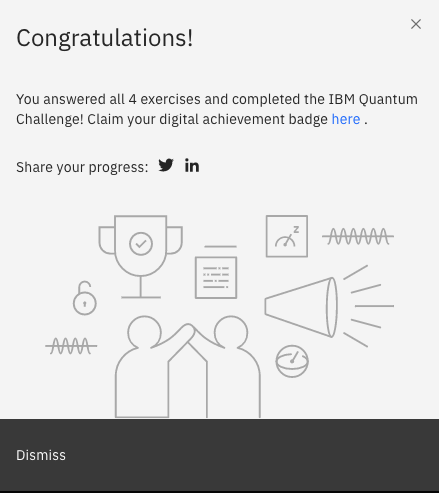 Congratulations!
You answered all 4 exercises and completed the IBM Quantum
Challenge! Claim your digital achievement badge here .
Share your progress:
z
Dismiss